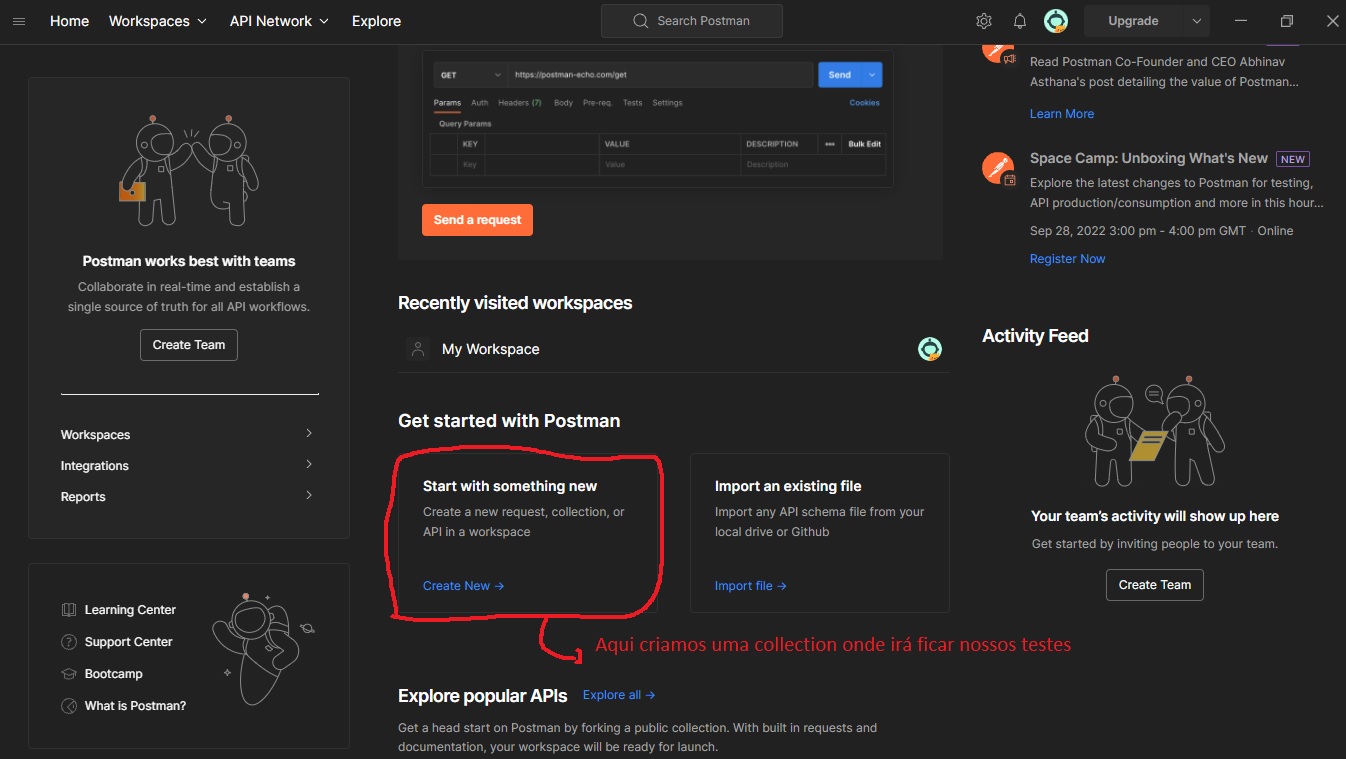 Home Workspaces API Network Explore Search Postman Upgrade
Postman works best with teams
Collaborate in real-time and establish a
single source of truth for all API workflows.
Create Team
Workspaces
Integrations
Reports
Learning Center
Support Center
Bootcamp
What is Postman?
GET https://postman-echo.com/get Send
Params Auth Headers (7) Body Pre-req. Tests Settings Cookies
Query Params
KEY VALUE DESCRIPTION ••• Bulk Edit
Key Value Description
Send a request
Recently visited workspaces
My Workspace
Get started with Postman
Start with something new
Create a new request, collection, or
API in a workspace
Create New →
Import an existing file
Import any API schema file from your
local drive or Github
Import file →
Aqui criamos uma collection onde irá ficar nossos testes
Explore popular APIs Explore all →
Get a head start on Postman by forking a public collection. With built in requests and
documentation, your workspace will be ready for launch.
Read Postman Co-Founder and CEO Abhinav
Asthana's post detailing the value of Postman...
Learn More
Space Camp: Unboxing What's New NEW
Explore the latest changes to Postman for testing,
API production/consumption and more in this hour...
Sep 28, 2022 3:00 pm - 4:00 pm GMT · Online
Register Now
Activity Feed
Your team's activity will show up here
Get started by inviting people to your team.
Create Team